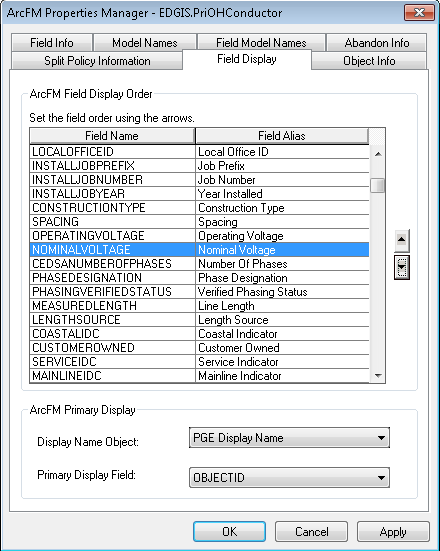 ArcFM Properties Manager - EDGIS.PriOHConductor
Field Info Model Names Field Model Names Abandon Info
Split Policy Information Field Display Object Info
ArcFM Field Display Order
Set the field order using the arrows.
Field Name Field Alias
LOCALOFFICEID Local Office ID
INSTALLJOBPREFIX Job Prefix
INSTALLJOBNUMBER Job Number
INSTALLJOBYEAR Year Installed
CONSTRUCTIONTYPE Construction Type
SPACING Spacing
OPERATINGVOLTAGE Operating Voltage
NOMINALVOLTAGE Nominal Voltage
CEDSANUMBEROFPHASES Number Of Phases
PHASEDESIGNATION Phase Designation
PHASINGVERIFIEDSTATUS Verified Phasing Status
MEASUREDLENGTH Line Length
LENGTHSOURCE Length Source
COASTALIDC Coastal Indicator
CUSTOMEROWNED Customer Owned
SERVICEIDC Service Indicator
MAINLINEIDC Mainline Indicator
ArcFM Primary Display
Display Name Object: PGE Display Name
Primary Display Field: OBJECTID
OK Cancel Apply